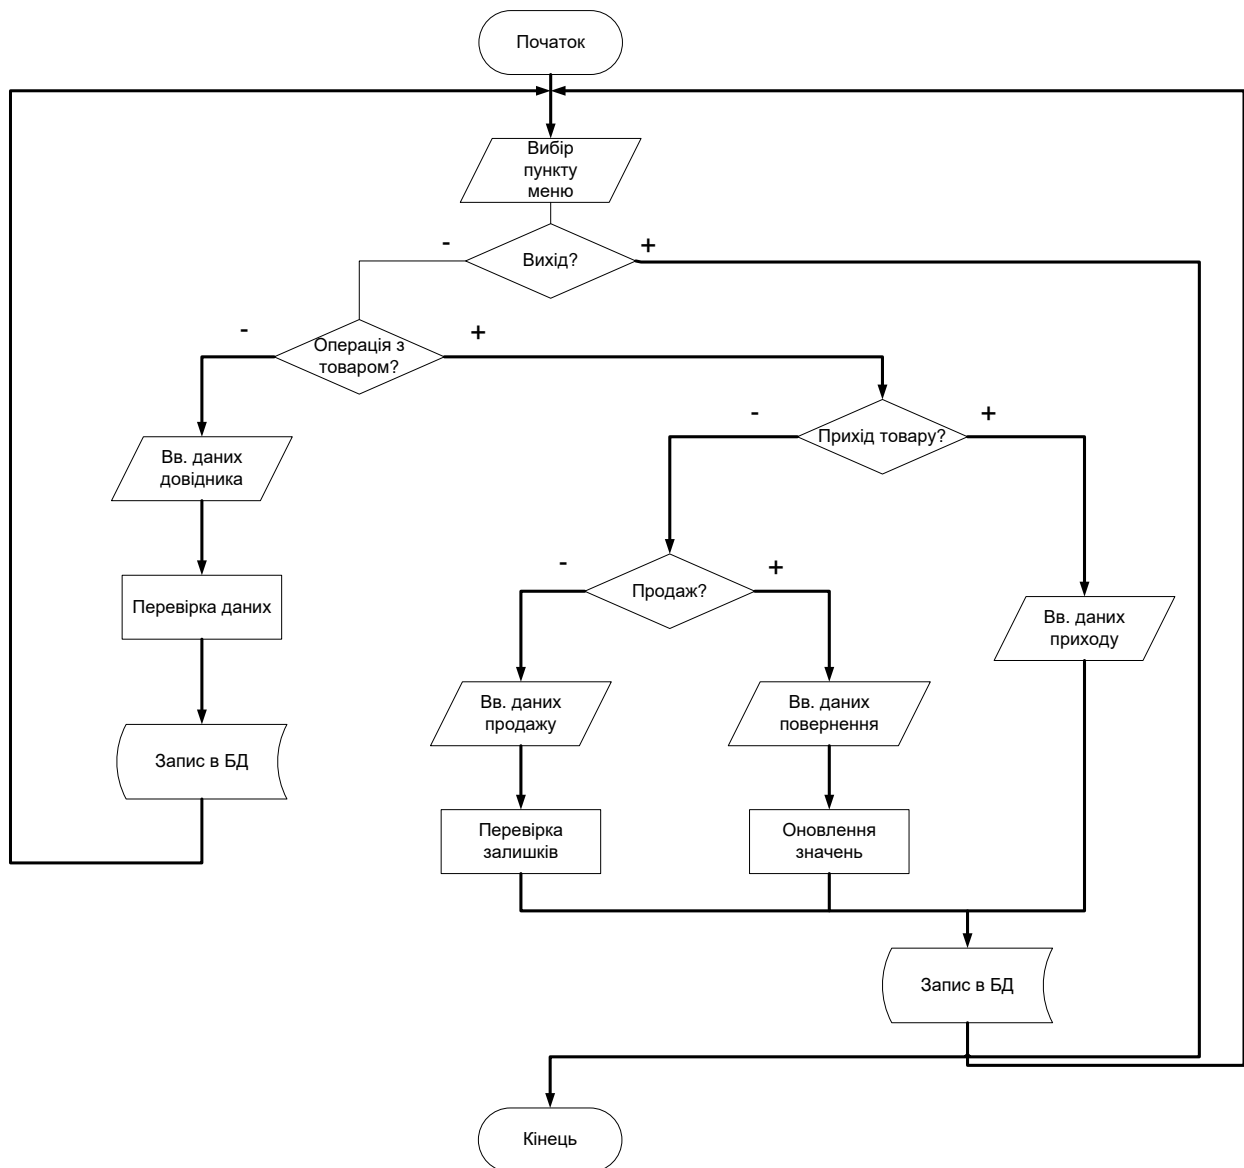 Початок
Вибір
пункту
меню
-
+
Вихід?
-
+
Операція з
товаром?
-
+
Прихід товару?
Вв. даних
довідника
-
+
Продаж?
Перевірка даних
Вв. даних
приходу
Вв. даних
продажу
Вв. даних
повернення
Запис в БД
Перевірка
залишків
Оновлення
значень
Запис в БД
Кінець